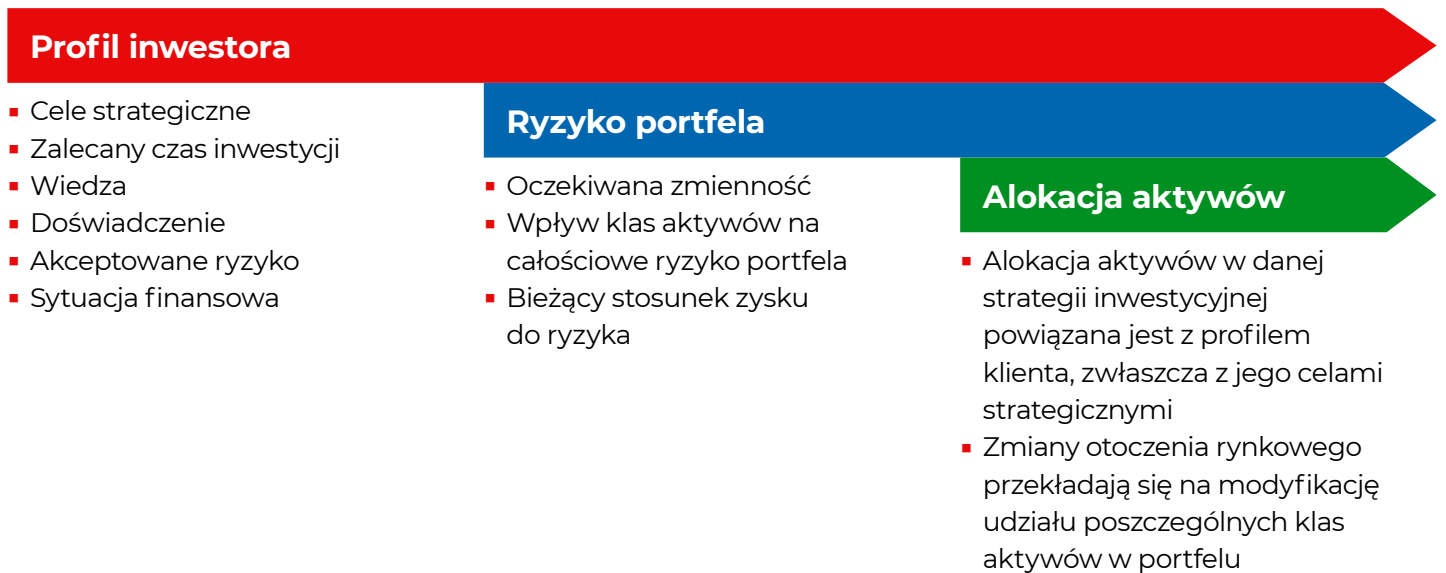 Profil inwestora
▪ Cele strategiczne
▪ Zalecany czas inwestycji
▪ Wiedza
▪ Doświadczenie
▪ Akceptowane ryzyko
▪ Sytuacja finansowa
Ryzyko portfela
▪ Oczekiwana zmienność
▪ Wpływ klas aktywów na
całościowe ryzyko portfela
▪ Bieżący stosunek zysku
do ryzyka
Alokacja aktywów
▪ Alokacja aktywów w danej
strategii inwestycyjnej
powiązana jest z profilem
klienta, zwłaszcza z jego celami
strategicznymi
▪ Zmiany otoczenia rynkowego
przekładają się na modyfikację
udziału poszczególnych klas
aktywów w portfelu